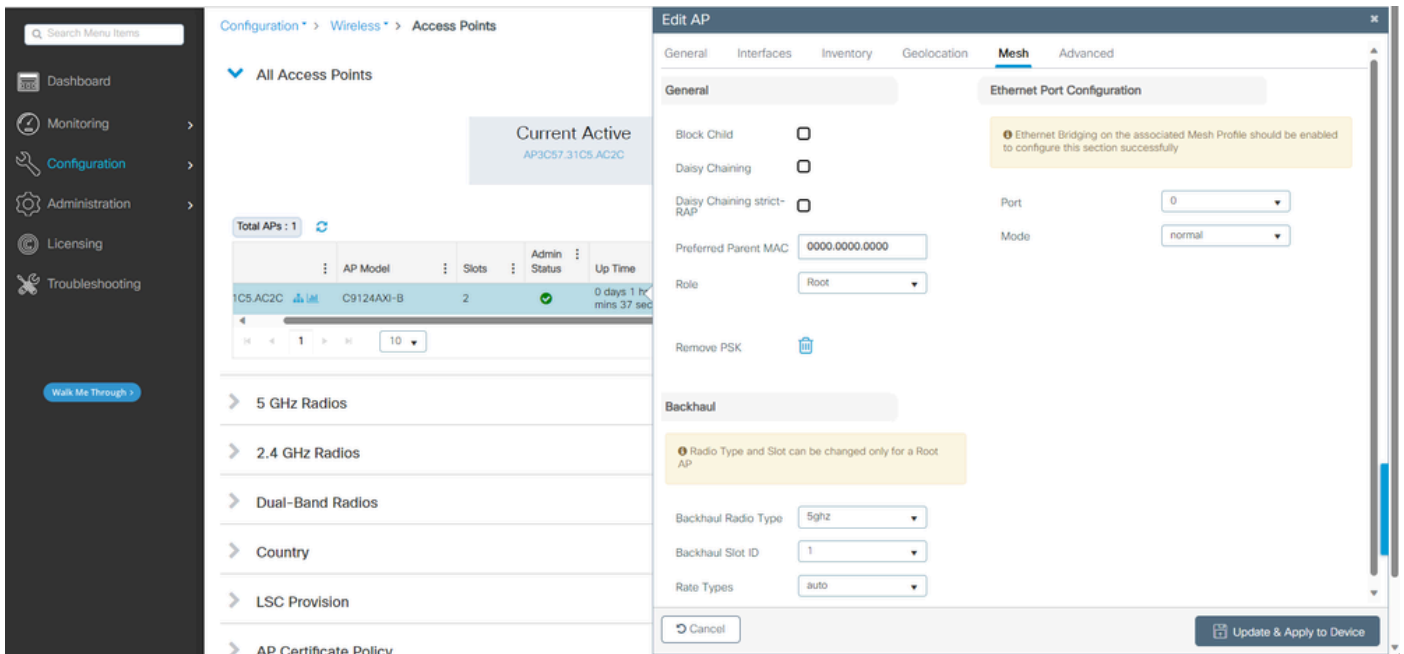 Search Menu Items
Dashboard
Monitoring
Configuration
Administration
Licensing
Troubleshooting
Walk Me Through >
Configuration > Wireless > Access Points
All Access Points
Current Active
AP3C57.31C5.AC2C
Total APs : 1
AP Model
Slots
Admin
Status
Up Time
1C5.AC2C
C9124AXI-B
2
0 days 1 hr
mins 37 sec
1
10
5 GHz Radios
2.4 GHz Radios
Dual-Band Radios
Country
LSC Provision
AP Certificate Policy
Edit AP
General
Interfaces
Inventory
Geolocation
Mesh
Advanced
General
Block Child
Daisy Chaining
Daisy Chaining strict-
RAP
Preferred Parent MAC
0000.0000.0000
Role
Root
Remove PSK
Backhaul
Radio Type and Slot can be changed only for a Root
AP
Backhaul Radio Type
5ghz
Backhaul Slot ID
1
Rate Types
auto
Ethernet Port Configuration
Ethernet Bridging on the associated Mesh Profile should be enabled
to configure this section successfully
Port
0
Mode
normal
Cancel
Update & Apply to Device